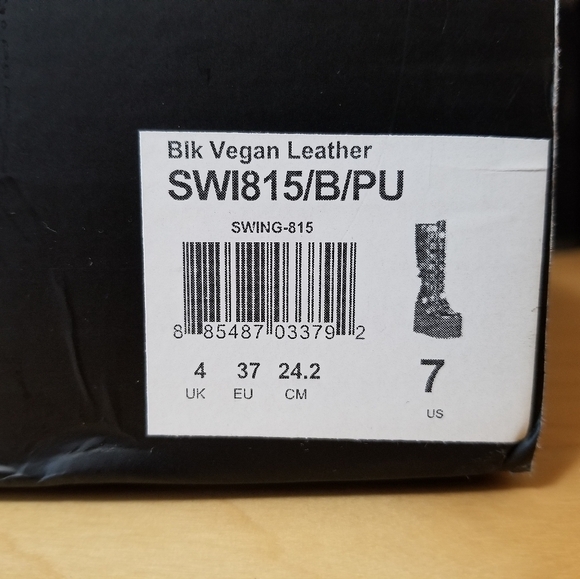 Blk Vegan Leather
SWI815/B/PU
SWING-815
8 85487 03379 2
4 37 24.2 7
UK EU CM US